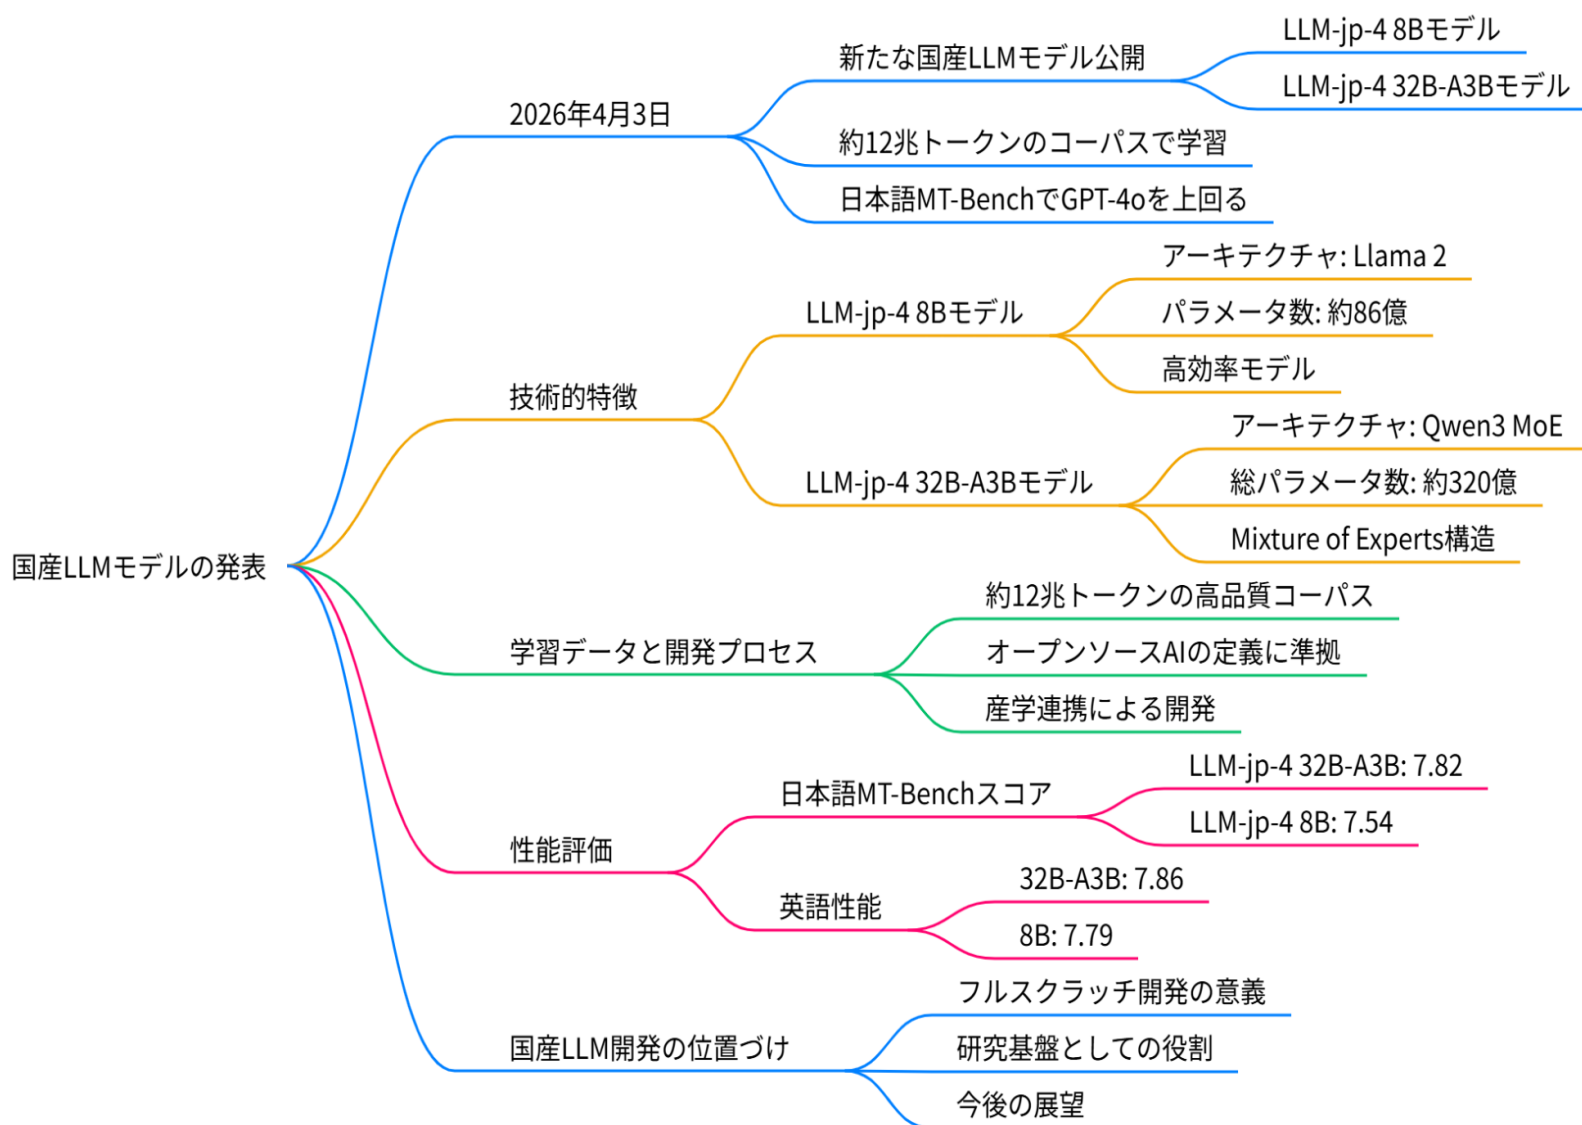 国産LLMモデルの発表
2026年4月3日
新たな国産LLMモデル公開
LLM-jp-4 8Bモデル
LLM-jp-4 32B-A3Bモデル
約12兆トークンのコーパスで学習
日本語MT-BenchでGPT-4oを上回る
技術的特徴
LLM-jp-4 8Bモデル
アーキテクチャ: Llama 2
パラメータ数: 約86億
高効率モデル
LLM-jp-4 32B-A3Bモデル
アーキテクチャ: Qwen3 MoE
総パラメータ数: 約320億
Mixture of Experts構造
学習データと開発プロセス
約12兆トークンの高品質コーパス
オープンソースAIの定義に準拠
産学連携による開発
性能評価
日本語MT-Benchスコア
LLM-jp-4 32B-A3B: 7.82
LLM-jp-4 8B: 7.54
英語性能
32B-A3B: 7.86
8B: 7.79
国産LLM開発の位置づけ
フルスクラッチ開発の意義
研究基盤としての役割
今後の展望